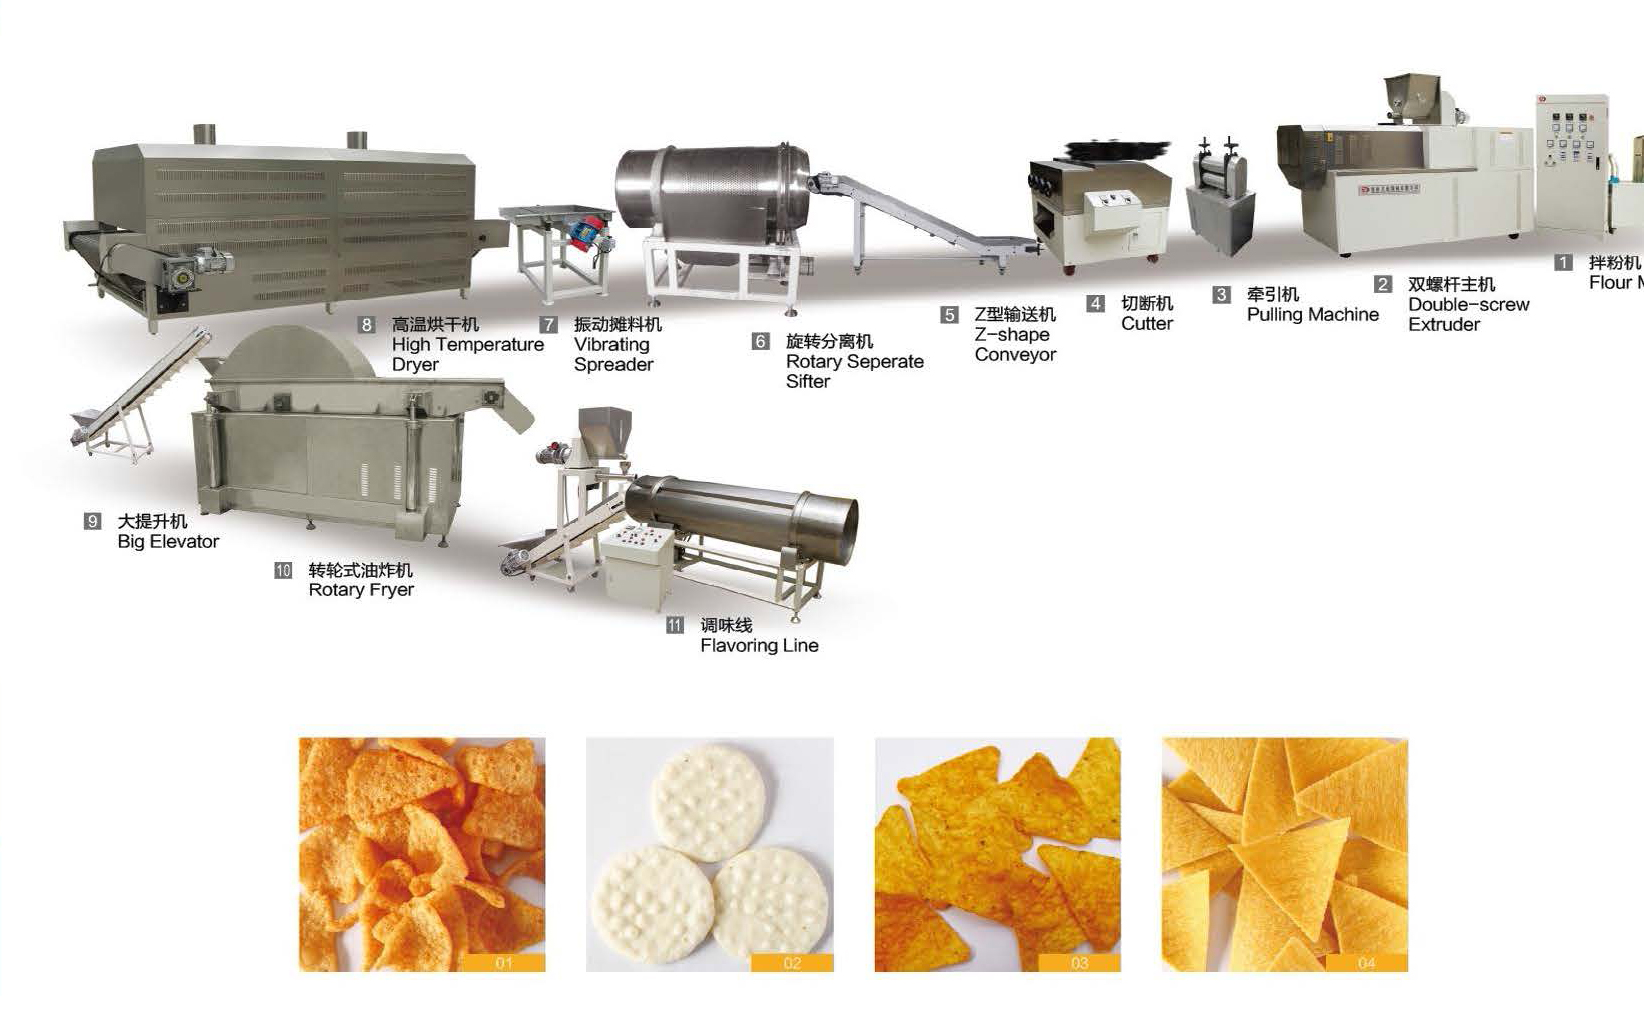 1 拌粉机
Flour M
2 双螺杆主机
Double-screw
Extruder
3 牵引机
Pulling Machine
4 切断机
Cutter
5 Z型输送机
Z-shape
Conveyor
6 旋转分离机
Rotary Seperate
Sifter
7 振动摊料机
Vibrating
Spreader
8 高温烘干机
High Temperature
Dryer
9 大提升机
Big Elevator
10 转轮式油炸机
Rotary Fryer
11 调味线
Flavoring Line
01
02
03
04